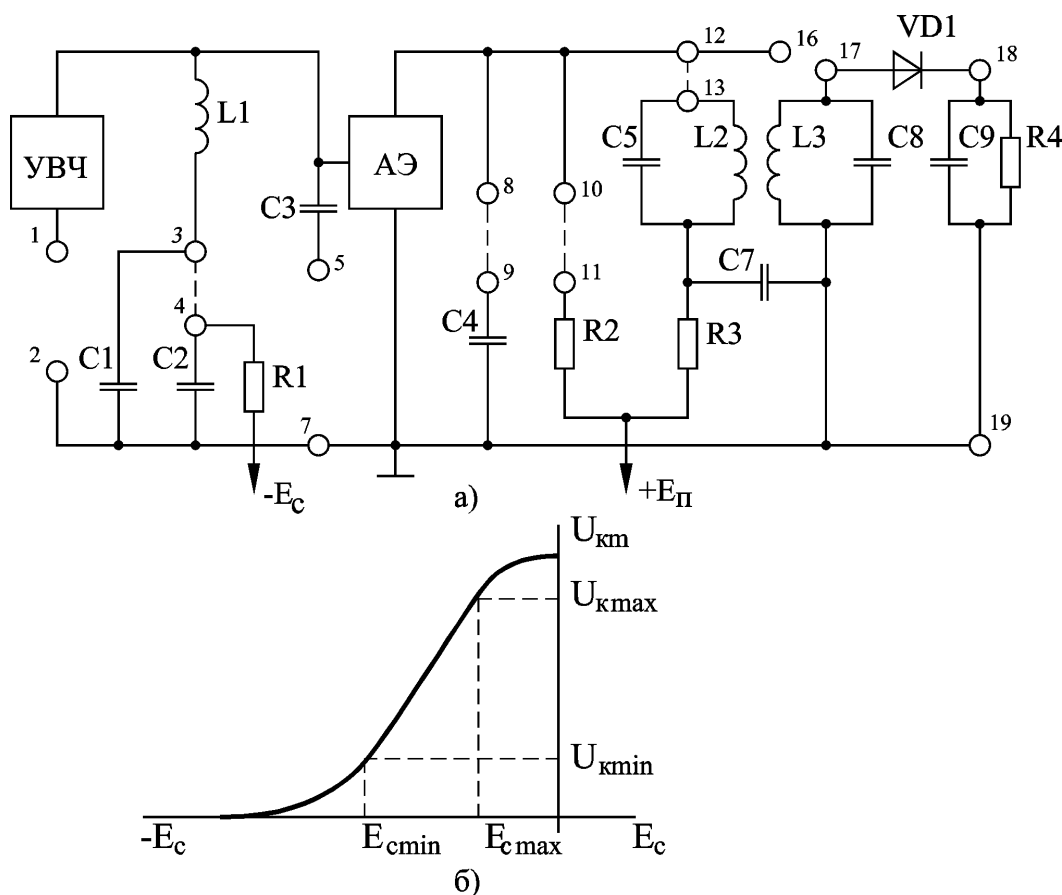 VD1
12
16
17
18
13
L1
C5
L2
L3
C8
C9
R4
УВЧ
АЭ
C3
8
10
1
3
5
9
11
C7
4
C4
R2
R3
2
C1
C2
R1
7
19
-Eс
а)
+EП
Uкm
Uкmax
Uкmin
-Eс
Eсmin
Eсmax
Eс
б)